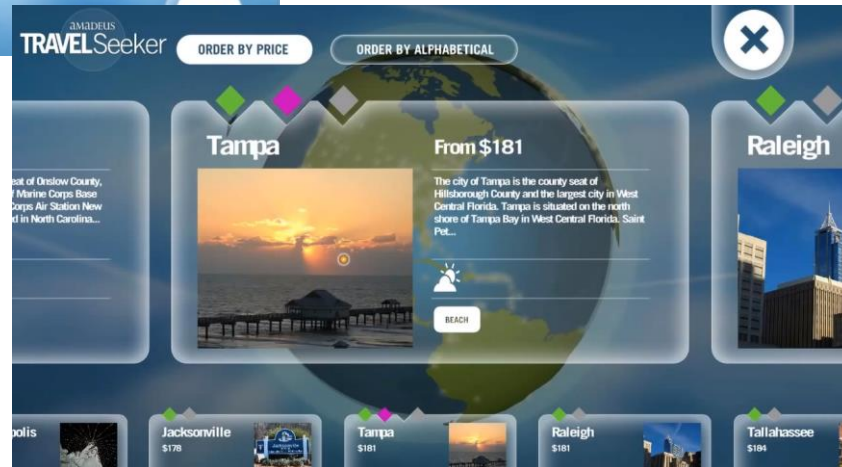 amadeus
TRAVELSeeker
ORDER BY PRICE
ORDER BY ALPHABETICAL
eat of Onslow County,
Marine Corps Base
Corps Air Station New
d in North Carolina...
Tampa
From $181
The city of Tampa is the county seat of
Hillsborough County and the largest city in West
Central Florida. Tampa is situated on the north
shore of Tampa Bay in West Central Florida. Saint
Pet...
BEACH
Raleigh
polis
Jacksonville
$178
Tampa
$181
Raleigh
$181
Tallahassee
$184